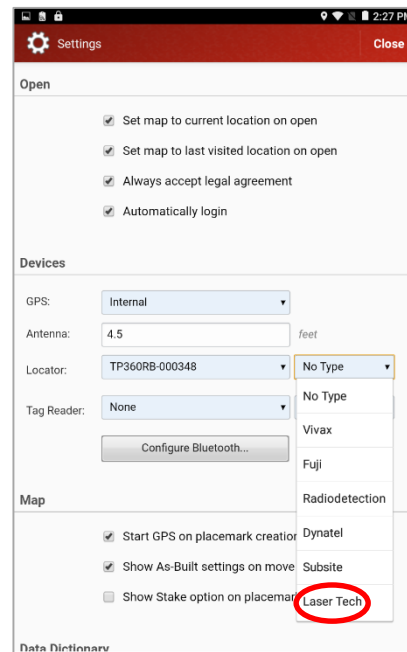 2:27 PM
Settings
Close
Open
Set map to current location on open
Set map to last visited location on open
Always accept legal agreement
Automatically login
Devices
GPS: Internal
Antenna: 4.5 feet
Locator: TP360RB-000348 No Type
No Type
Tag Reader: None
Vivax
Configure Bluetooth...
Fuji
Radiodetection
Map
Start GPS on placemark creation
Dynatel
Show As-Built settings on move
Subsite
Show Stake option on placemark
Laser Tech
Data Dictionary